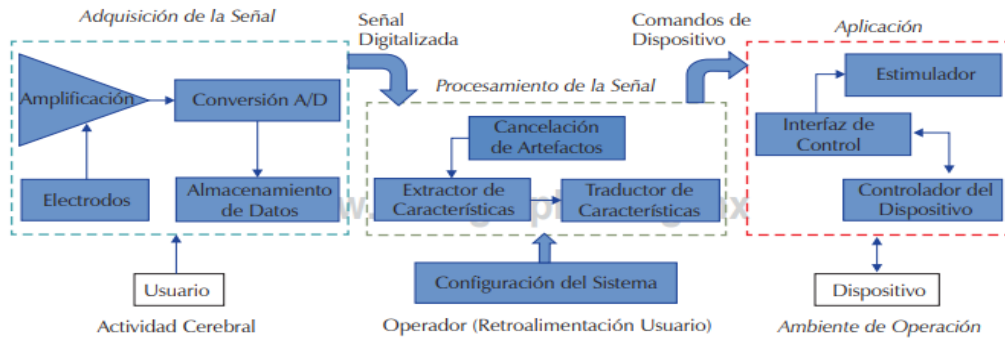 Adquisición de la Señal
Amplificación
Conversión A/D
Electrodos
Almacenamiento
de Datos
Usuario
Actividad Cerebral
Señal
Digitalizada
Procesamiento de la Señal
Cancelación
de Artefactos
Extractor de
Características
Traductor de
Características
Configuración del Sistema
Operador (Retroalimentación Usuario)
Comandos de
Dispositivo
Aplicación
Estimulador
Interfaz de
Control
Controlador del
Dispositivo
Dispositivo
Ambiente de Operación